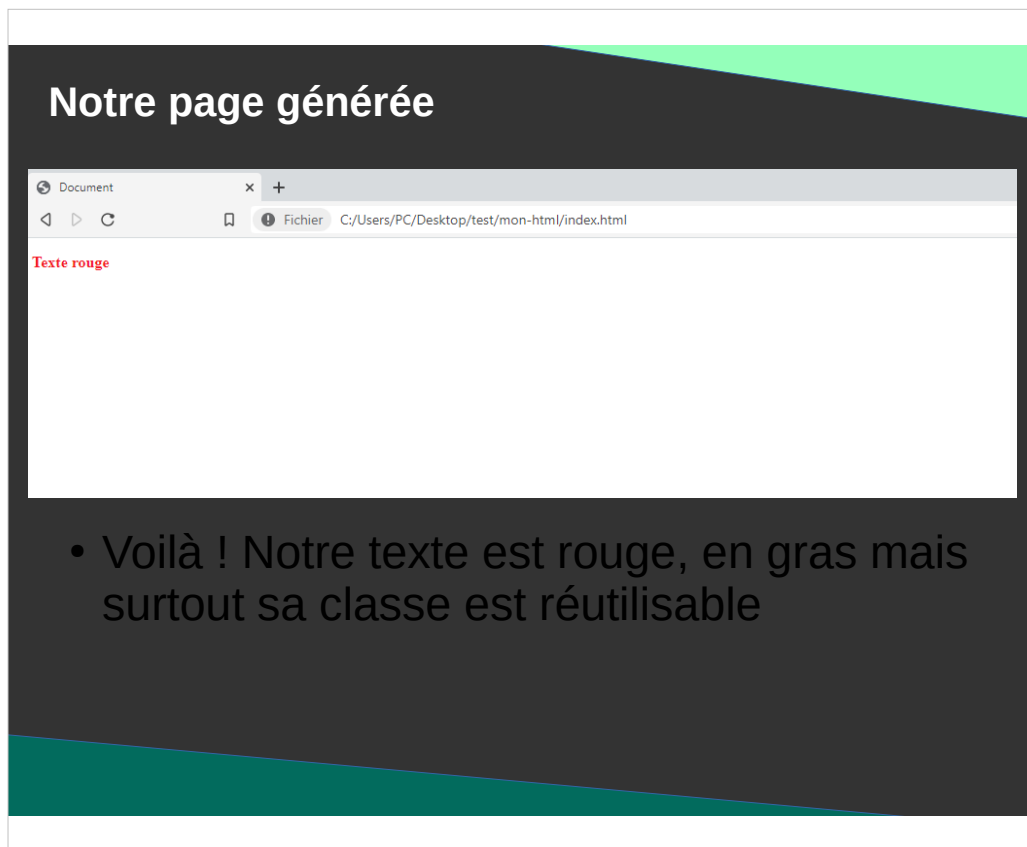 Notre page générée
Document
Fichier C:/Users/PC/Desktop/test/mon-html/index.html
Texte rouge
• Voilà ! Notre texte est rouge, en gras mais
surtout sa classe est réutilisable